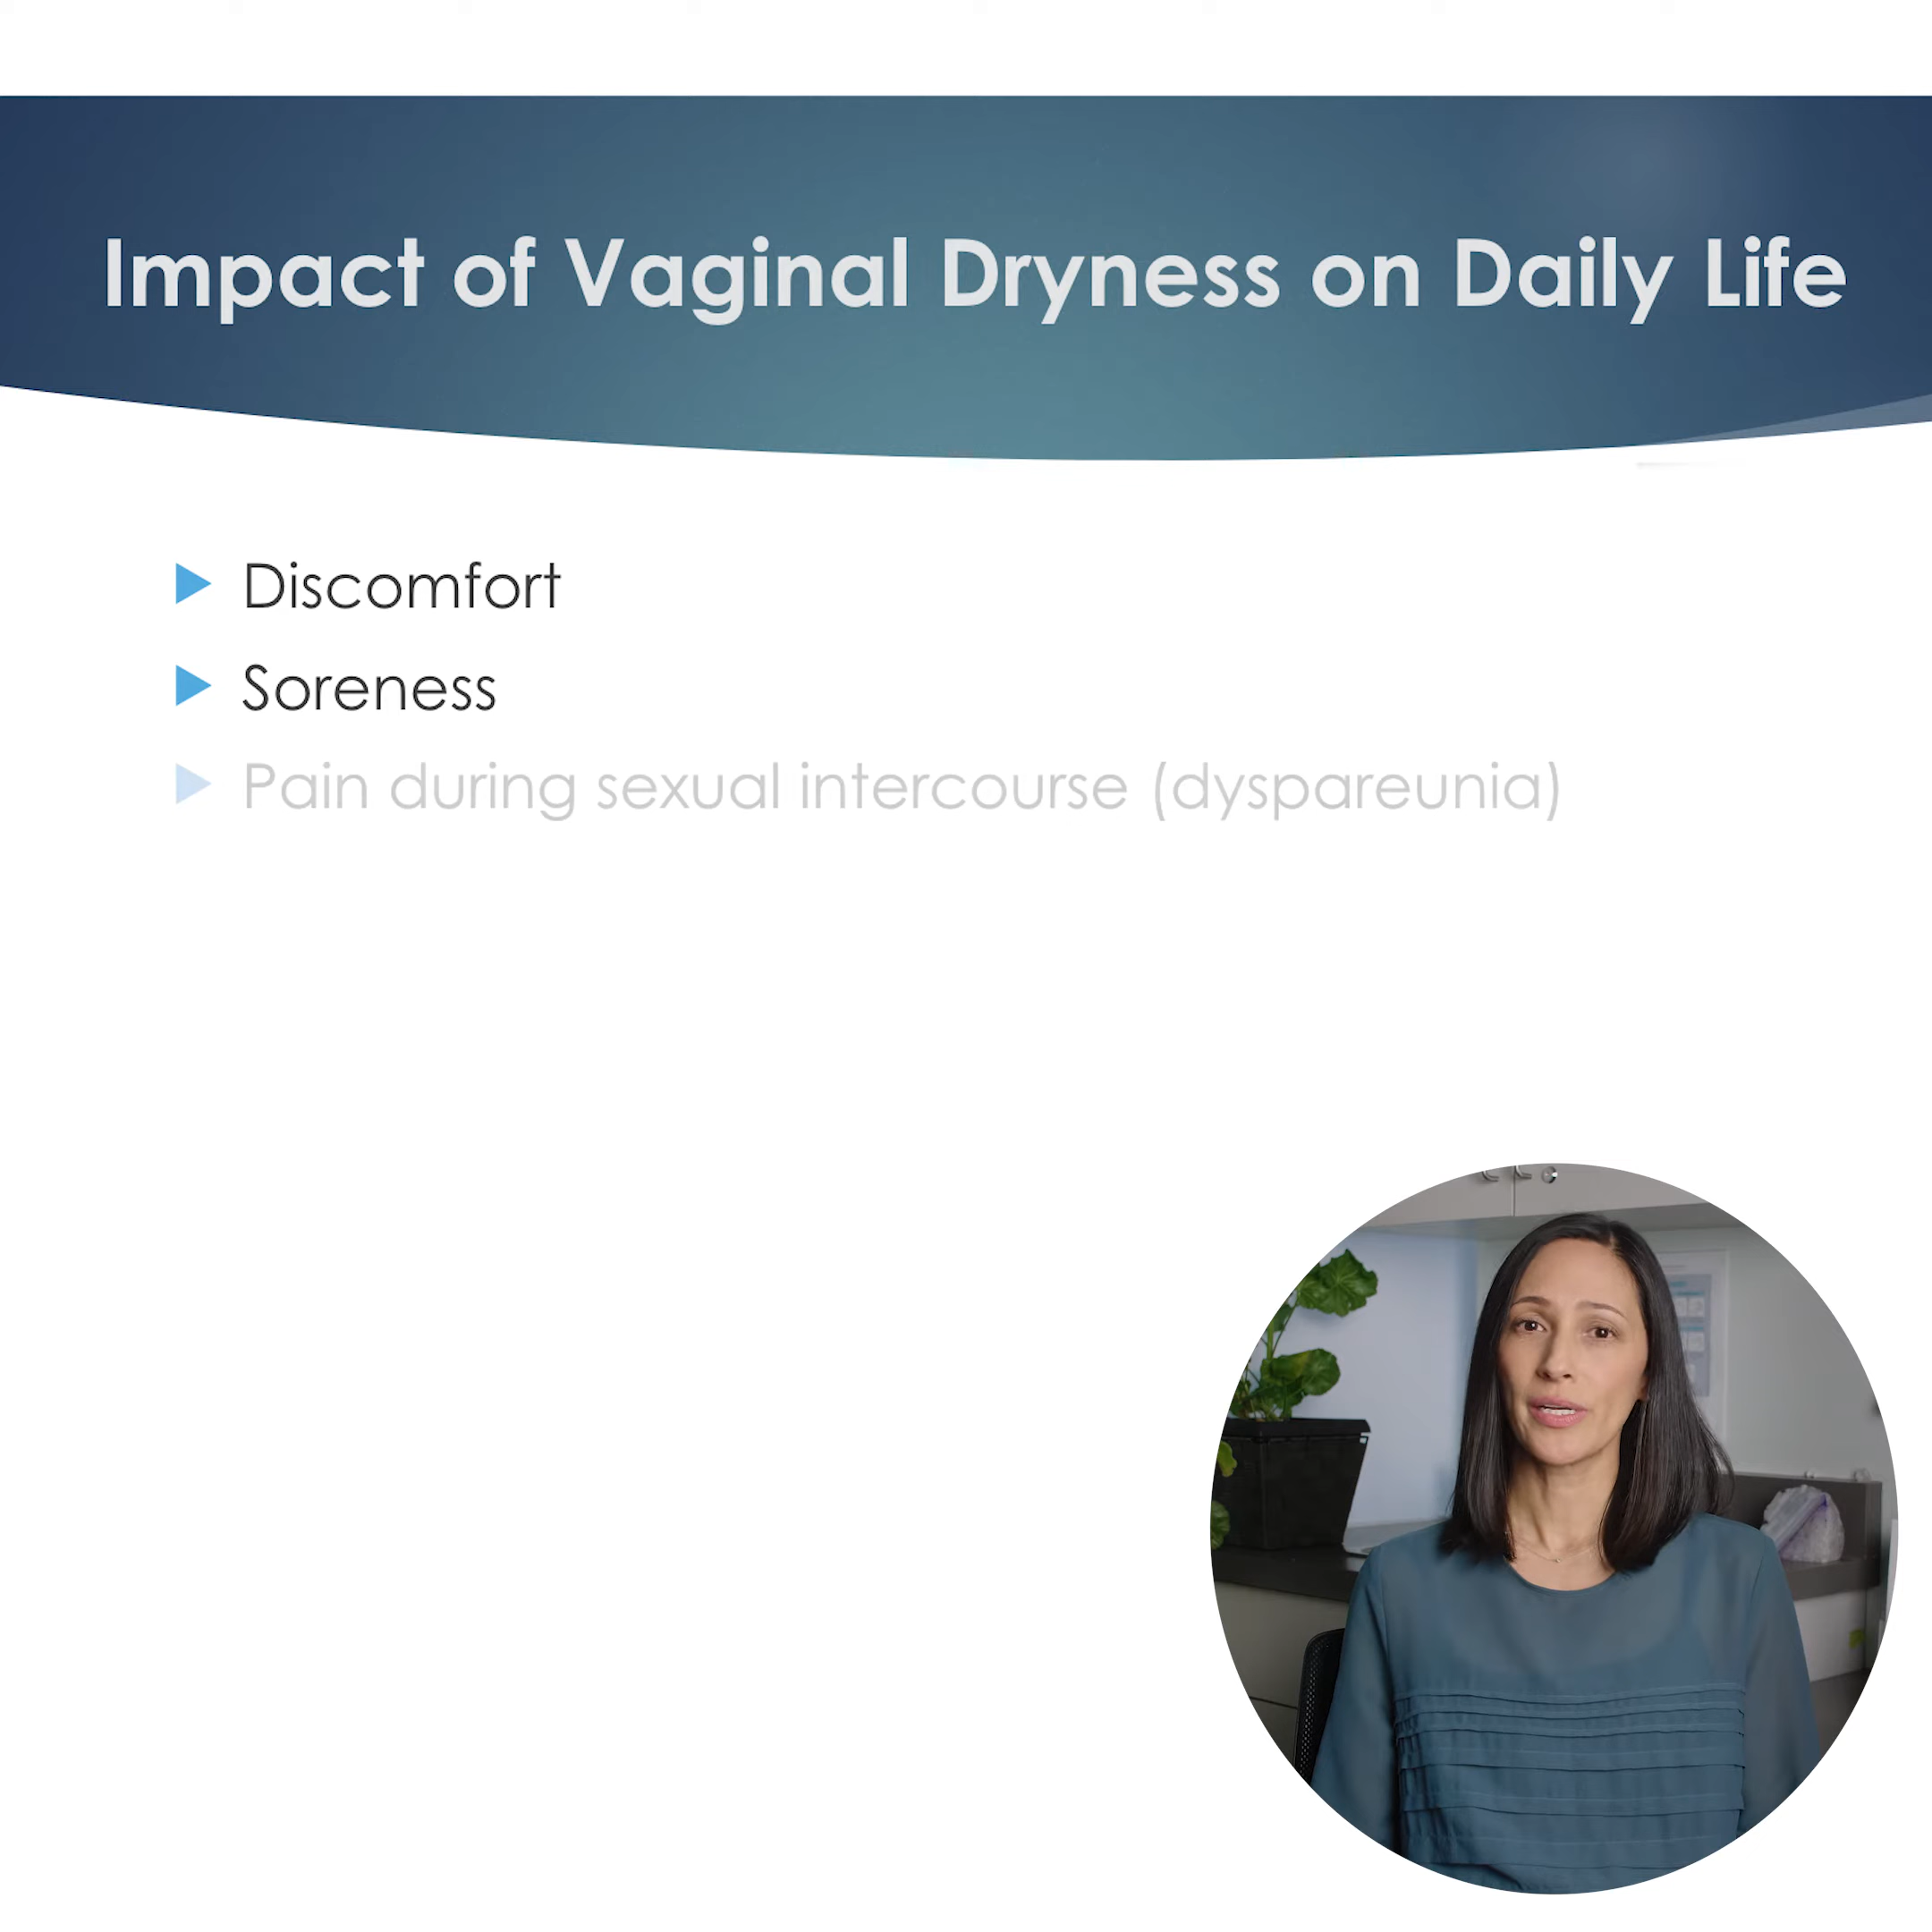 Impact of Vaginal Dryness on Daily Life
Discomfort
Soreness
Pain during sexual intercourse (dyspareunia)